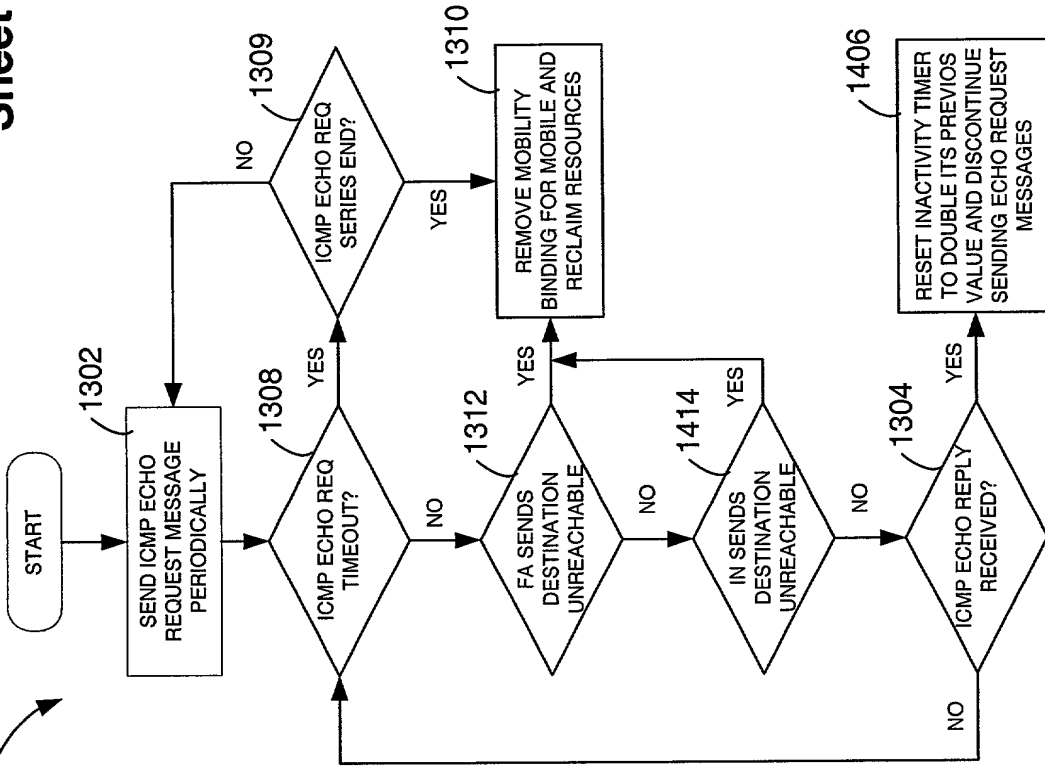 Sheet
START
1302
SEND ICMP ECHO
REQUEST MESSAGE
PERIODICALLY
1308
ICMP ECHO REQ
TIMEOUT?
YES
NO
1309
ICMP ECHO REQ
SERIES END?
NO
YES
1310
REMOVE MOBILITY
BINDING FOR MOBILE AND
RECLAIM RESOURCES
1312
FA SENDS
DESTINATION
UNREACHABLE
YES
NO
1414
IN SENDS
DESTINATION
UNREACHABLE
YES
NO
1304
ICMP ECHO REPLY
RECEIVED?
YES
NO
1406
RESET INACTIVITY TIMER
TO DOUBLE ITS PREVIOS
VALUE AND DISCONTINUE
SENDING ECHO REQUEST
MESSAGES